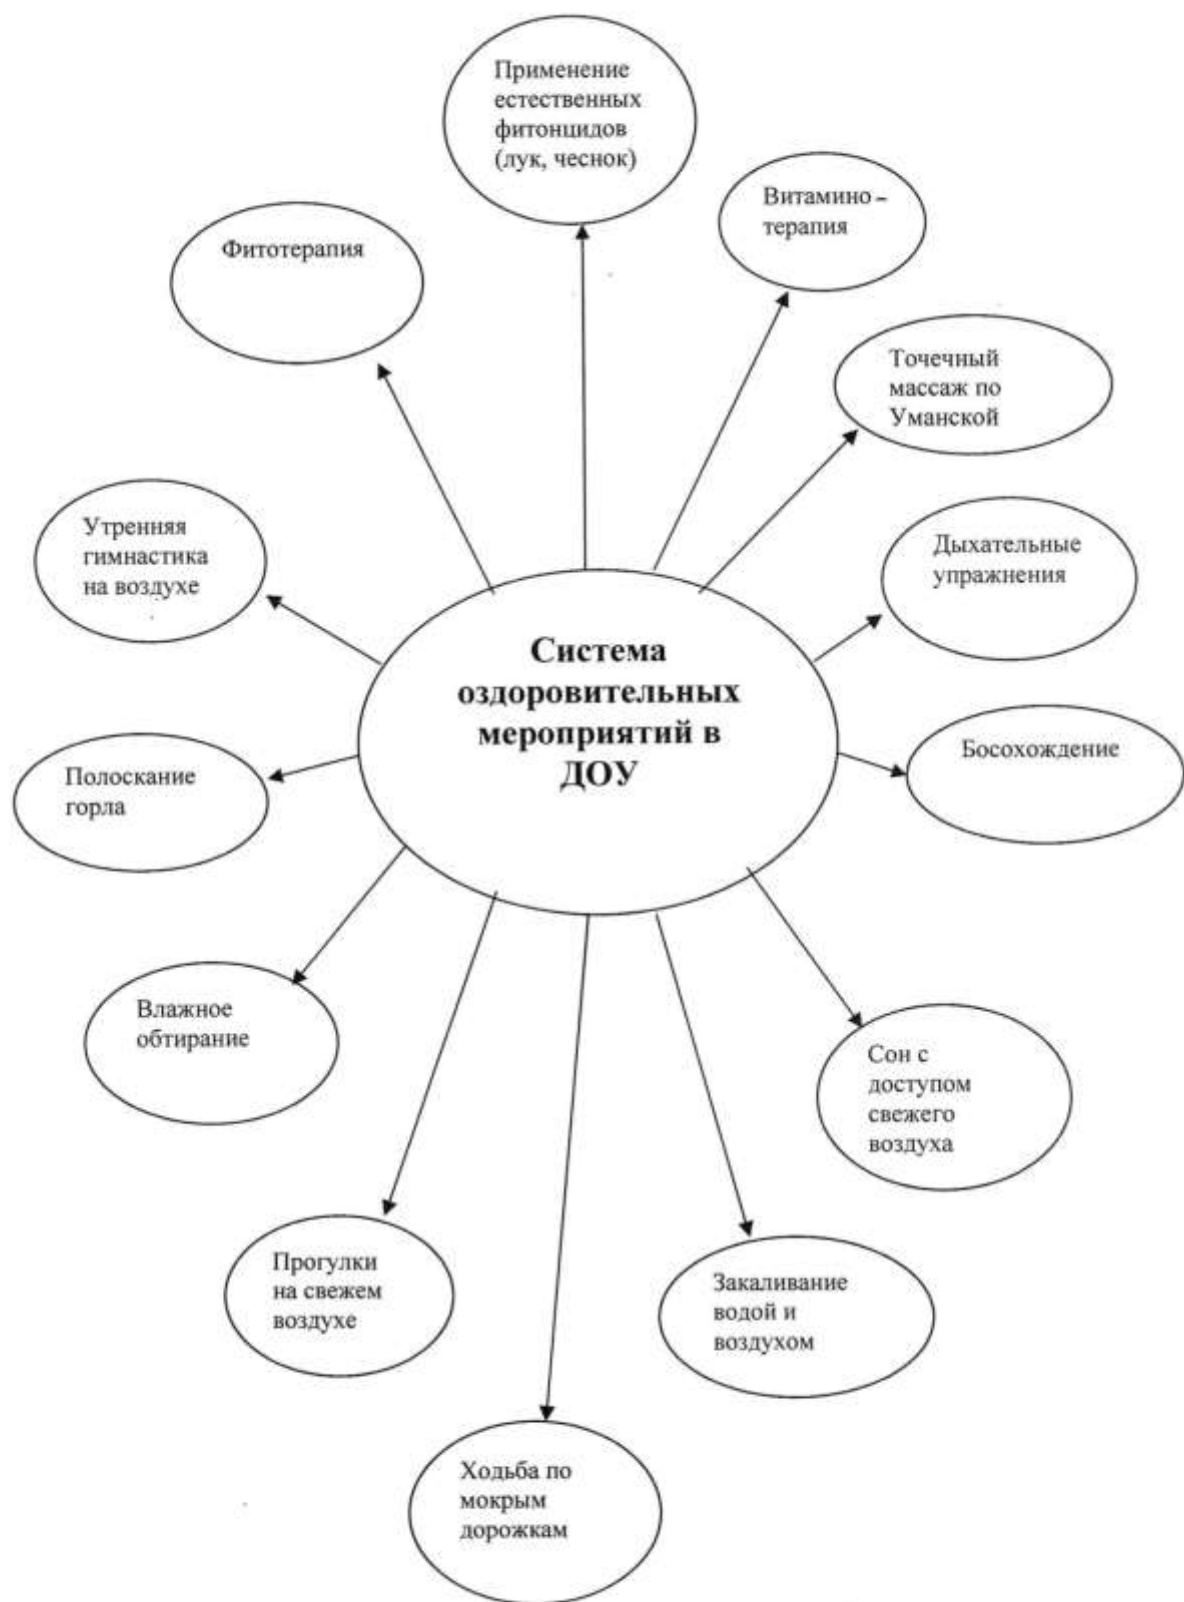 Применение
естественных
фитонцидов
(лук, чеснок)
Витамино -
терапия
Фитотерапия
Точечный
массаж по
Уманской
Утренняя
гимнастика
на воздухе
Дыхательные
упражнения
Система
оздоровительных
мероприятий в
ДОУ
Полоскание
горла
Босохождение
Влажное
обтирание
Сон с
доступом
свежего
воздуха
Прогулки
на свежем
воздухе
Закаливание
водой и
воздухом
Ходьба по
мокрым
дорожкам